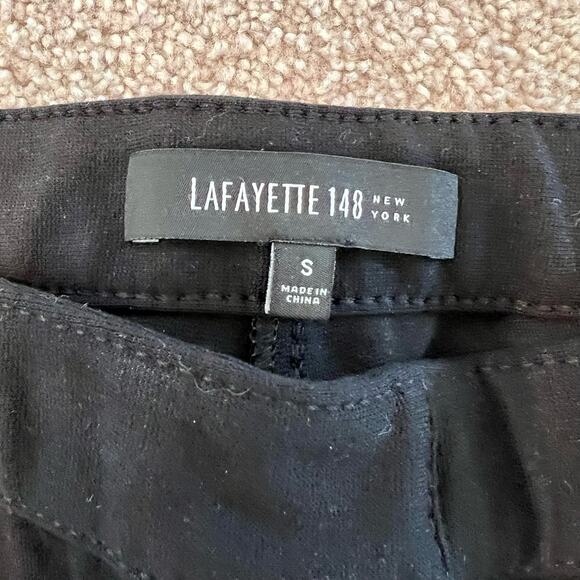 LAFAYETTE 148 NEW YORK
S
MADE IN
CHINA